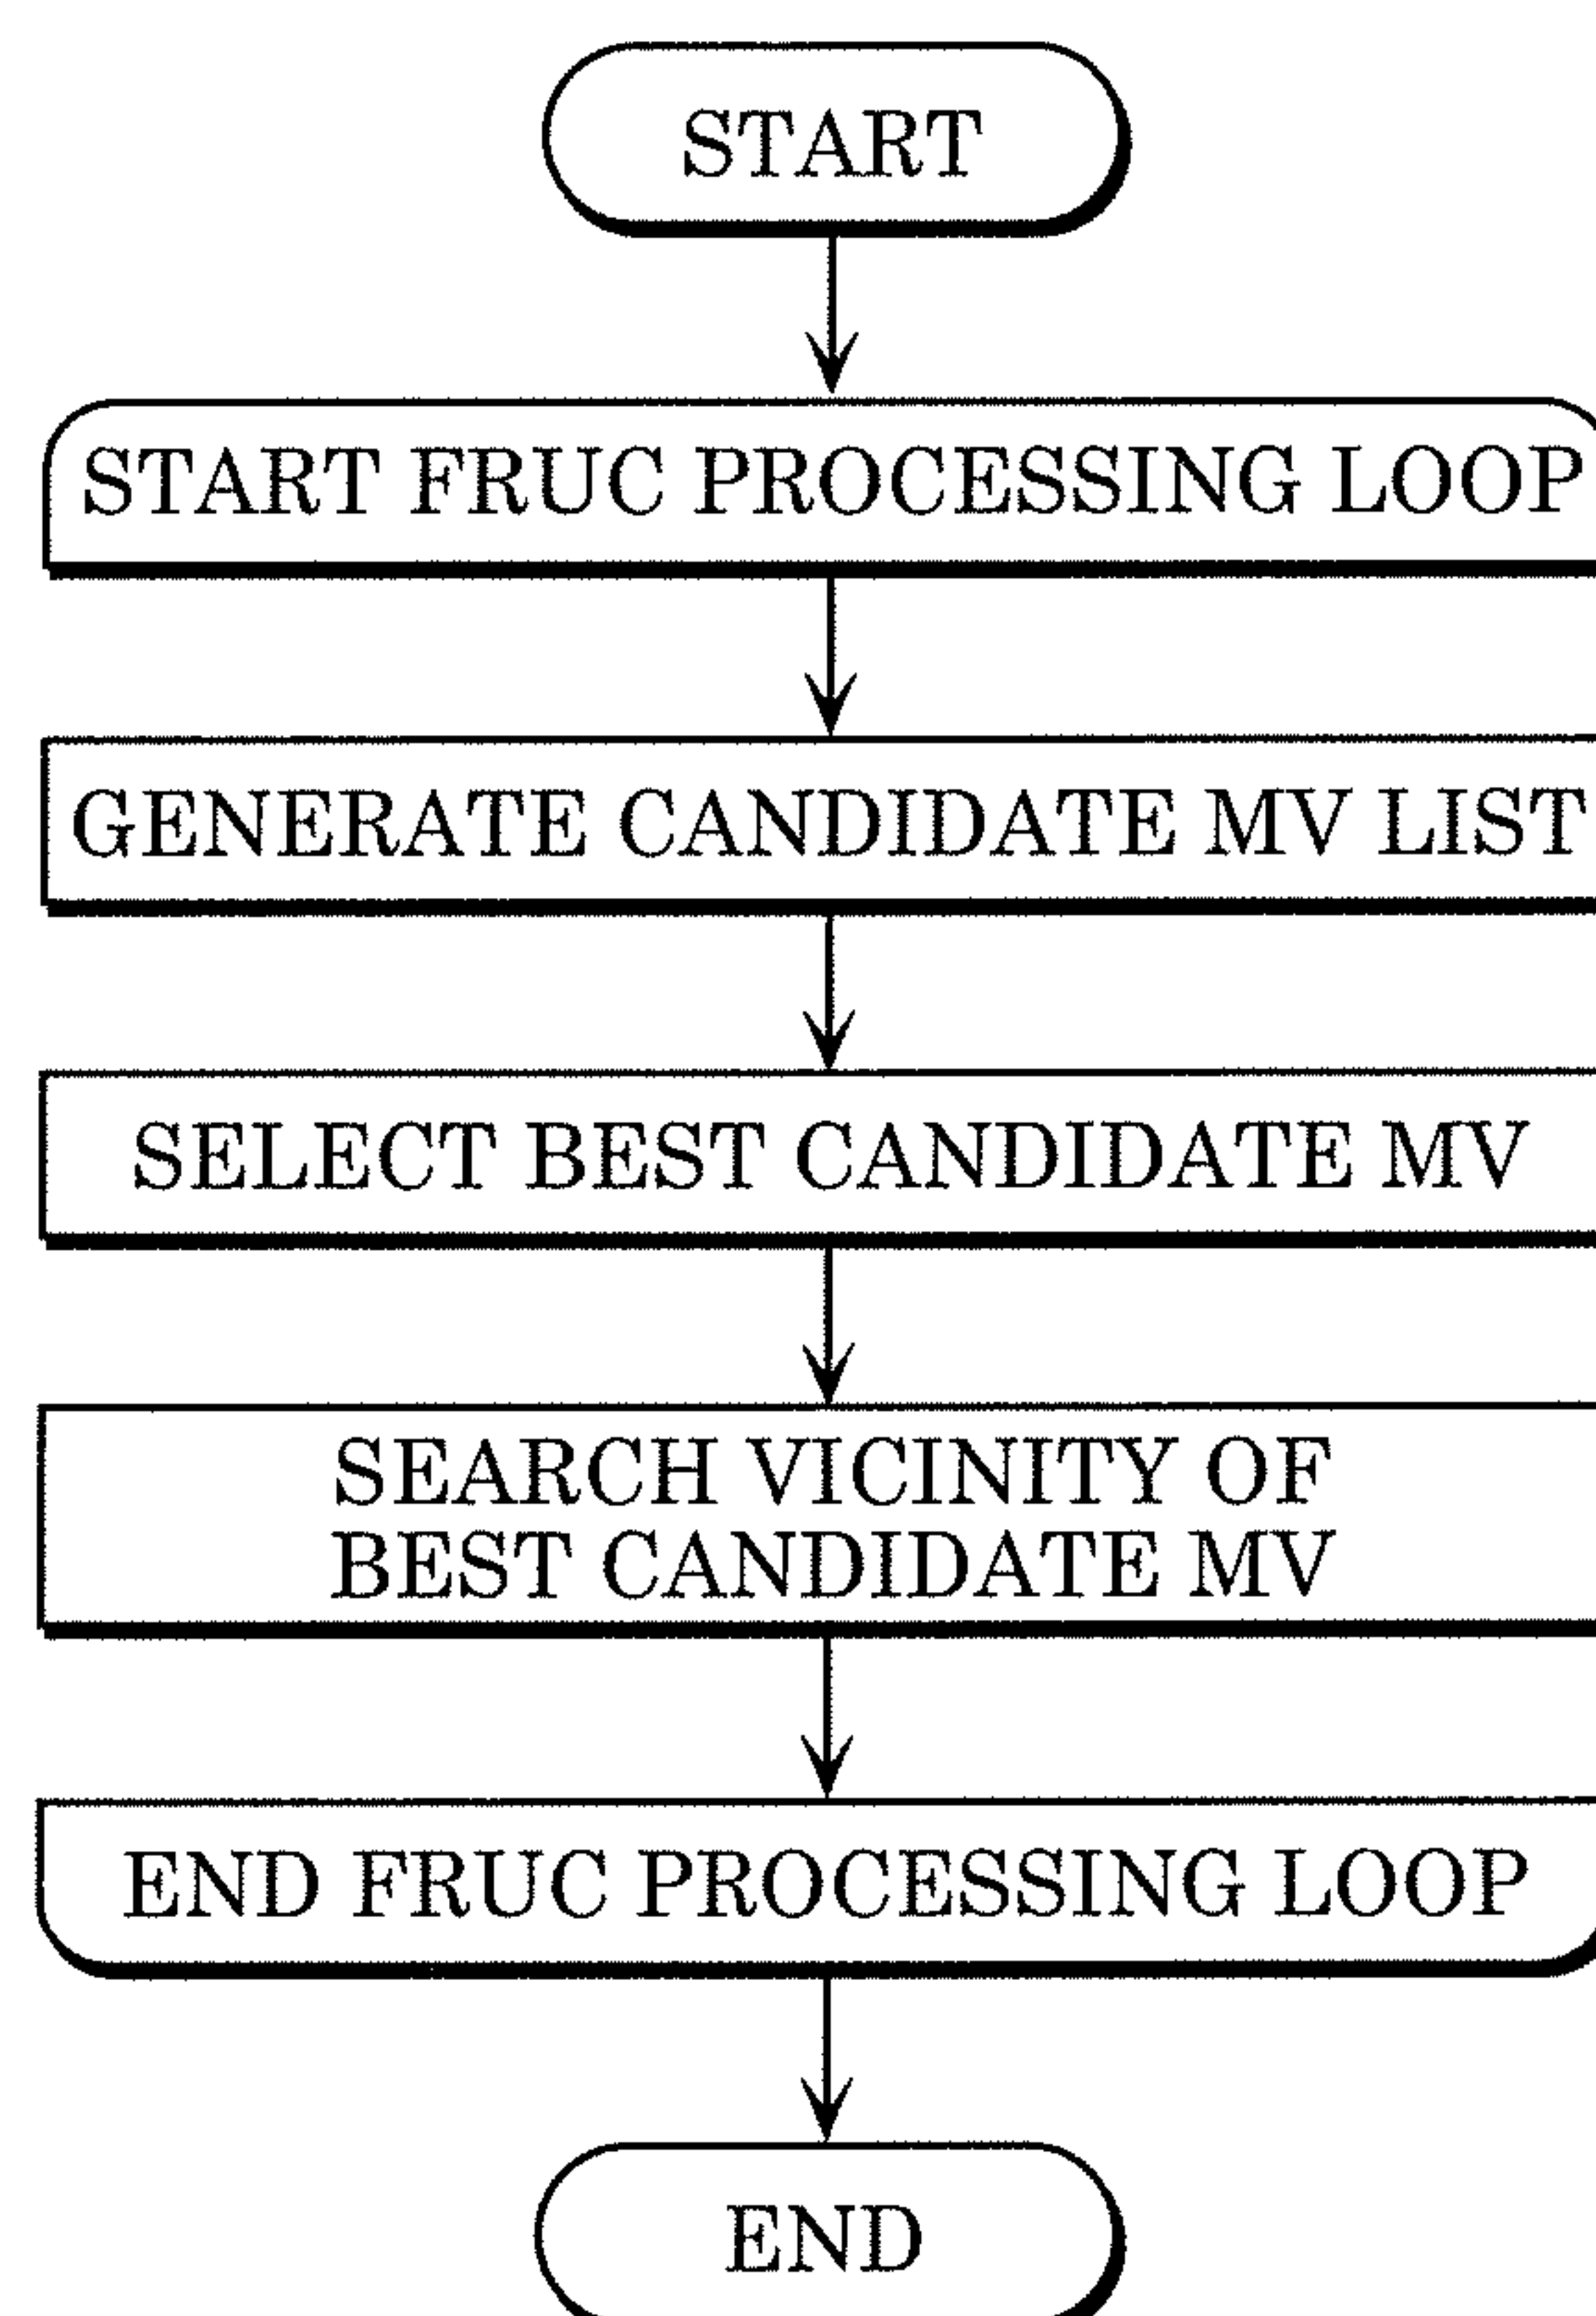 START
START FRUC PROCESSING LOOP
GENERATE CANDIDATE MV LIST
SELECT BEST CANDIDATE MV
SEARCH VICINITY OF
BEST CANDIDATE MV
END FRUC PROCESSING LOOP
END